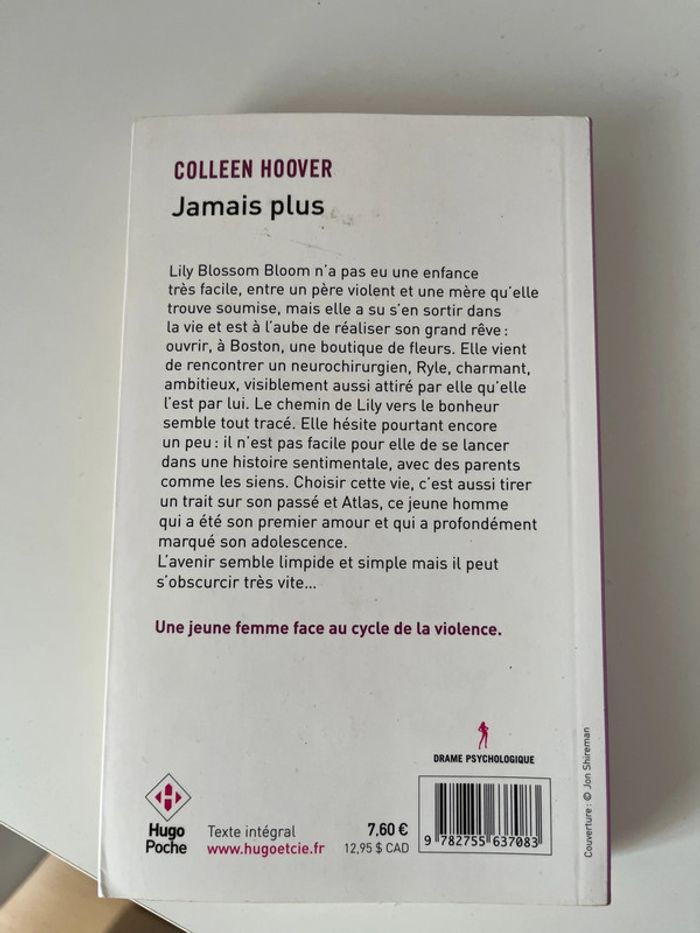 COLLEEN HOOVER
Jamais plus
Lily Blossom Bloom n'a pas eu une enfance
très facile, entre un père violent et une mère qu'elle
trouve soumise, mais elle a su s'en sortir dans
la vie et est à l'aube de réaliser son grand rêve :
ouvrir, à Boston, une boutique de fleurs. Elle vient
de rencontrer un neurochirurgien, Ryle, charmant,
ambitieux, visiblement aussi attiré par elle qu'elle
l'est par lui. Le chemin de Lily vers le bonheur
semble tout tracé. Elle hésite pourtant encore
un peu : il n'est pas facile pour elle de se lancer
dans une histoire sentimentale, avec des parents
comme les siens. Choisir cette vie, c'est aussi tirer
un trait sur son passé et Atlas, ce jeune homme
qui a été son premier amour et qui a profondément
marqué son adolescence.
L'avenir semble limpide et simple mais il peut
s'obscurcir très vite...
Une jeune femme face au cycle de la violence.
DRAME PSYCHOLOGIQUE
Hugo
Poche
Texte intégral
www.hugoetcie.fr
7,60 €
12,95 $ CAD
9 782755 637083
Couverture : © Jon Shireman